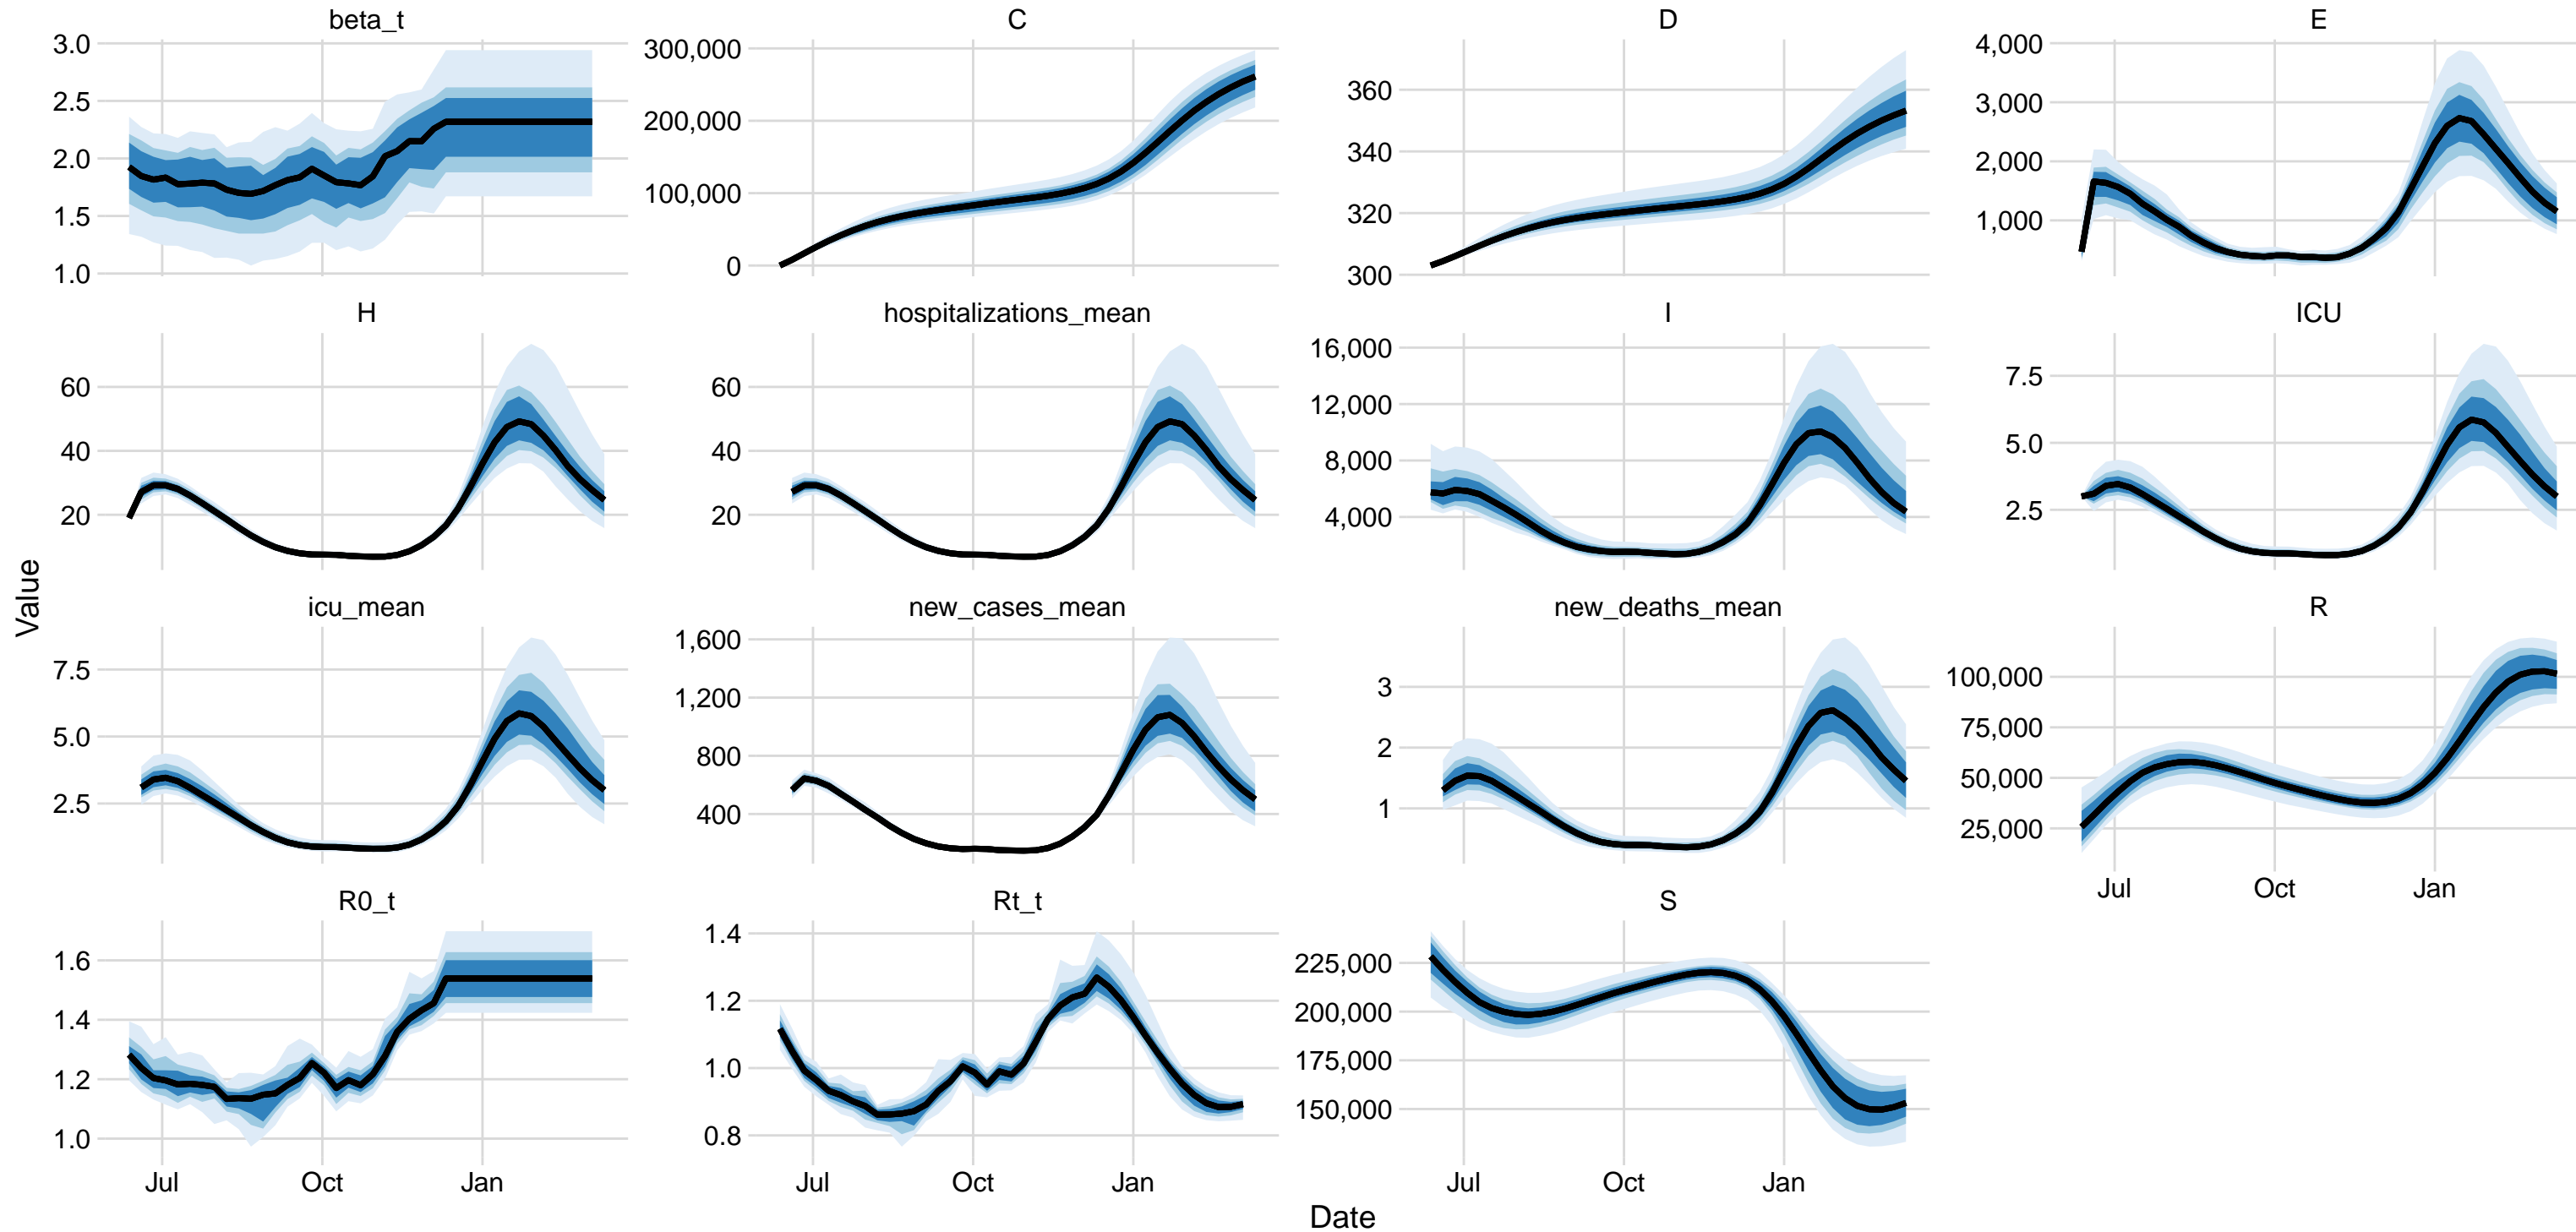 beta_t
3.0
2.5
2.0
1.5
1.0
C
300,000
200,000
100,000
0
D
360
340
320
300
E
4,000
3,000
2,000
1,000
H
60
40
20
hospitalizations_mean
60
40
20
I
16,000
12,000
8,000
4,000
ICU
7.5
5.0
2.5
Value
icu_mean
7.5
5.0
2.5
new_cases_mean
1,600
1,200
800
400
new_deaths_mean
3
2
1
R
100,000
75,000
50,000
25,000
Jul Oct Jan
R0_t
1.6
1.4
1.2
1.0
Jul Oct Jan
Rt_t
1.4
1.2
1.0
0.8
Jul Oct Jan
S
225,000
200,000
175,000
150,000
Jul Oct Jan
Date